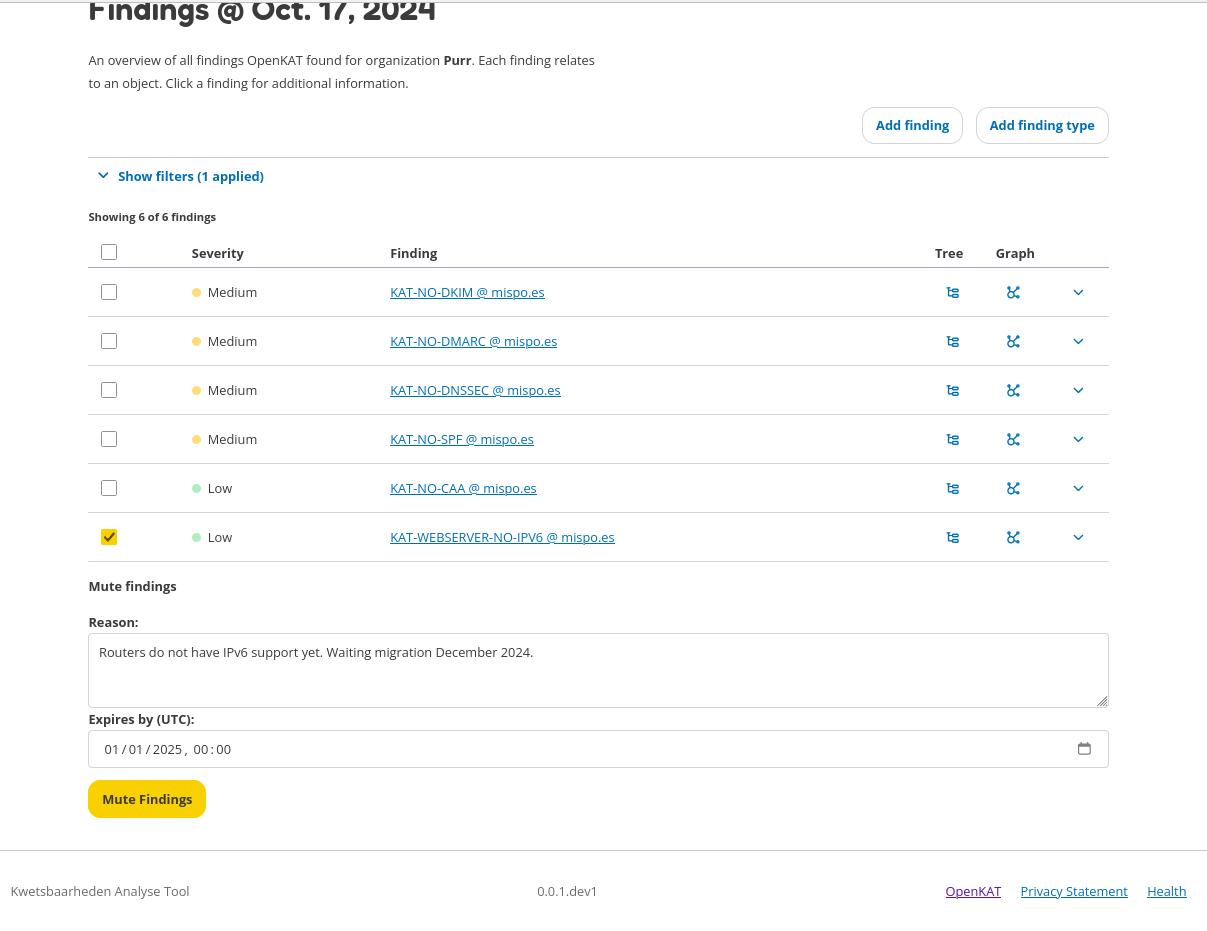 Findings @ Oct. 17, 2024
An overview of all findings OpenKAT found for organization Purr. Each finding relates
to an object. Click a finding for additional information.
Add finding Add finding type
Show filters (1 applied)
Showing 6 of 6 findings
Severity Finding Tree Graph
Medium KAT-NO-DKIM @ mispo.es
Medium KAT-NO-DMARC @ mispo.es
Medium KAT-NO-DNSSEC @ mispo.es
Medium KAT-NO-SPF @ mispo.es
Low KAT-NO-CAA @ mispo.es
Low KAT-WEBSERVER-NO-IPV6 @ mispo.es
Mute findings
Reason:
Routers do not have IPv6 support yet. Waiting migration December 2024.
Expires by (UTC):
01/01/2025, 00:00
Mute Findings
Kwetsbaarheden Analyse Tool 0.0.1.dev1 OpenKAT Privacy Statement Health